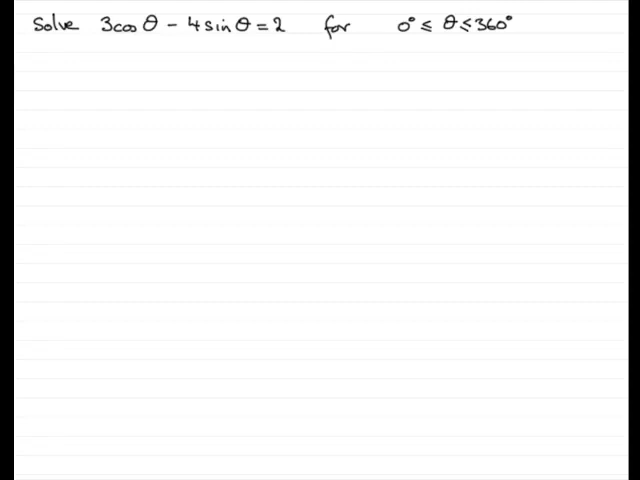 Solve 3cos θ - 4sin θ = 2 for 0° ≤ θ ≤ 360°